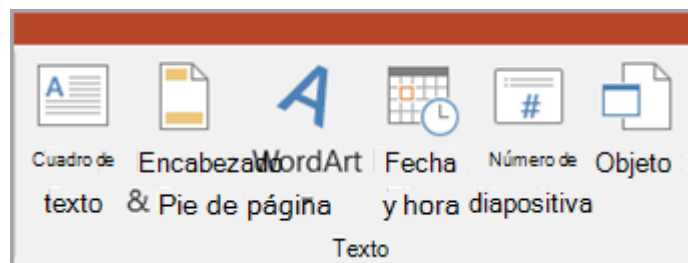 Cuadro de
texto
Encabezado
& Pie de página
WordArt
Fecha
y hora
Número de
diapositiva
Objeto
Texto